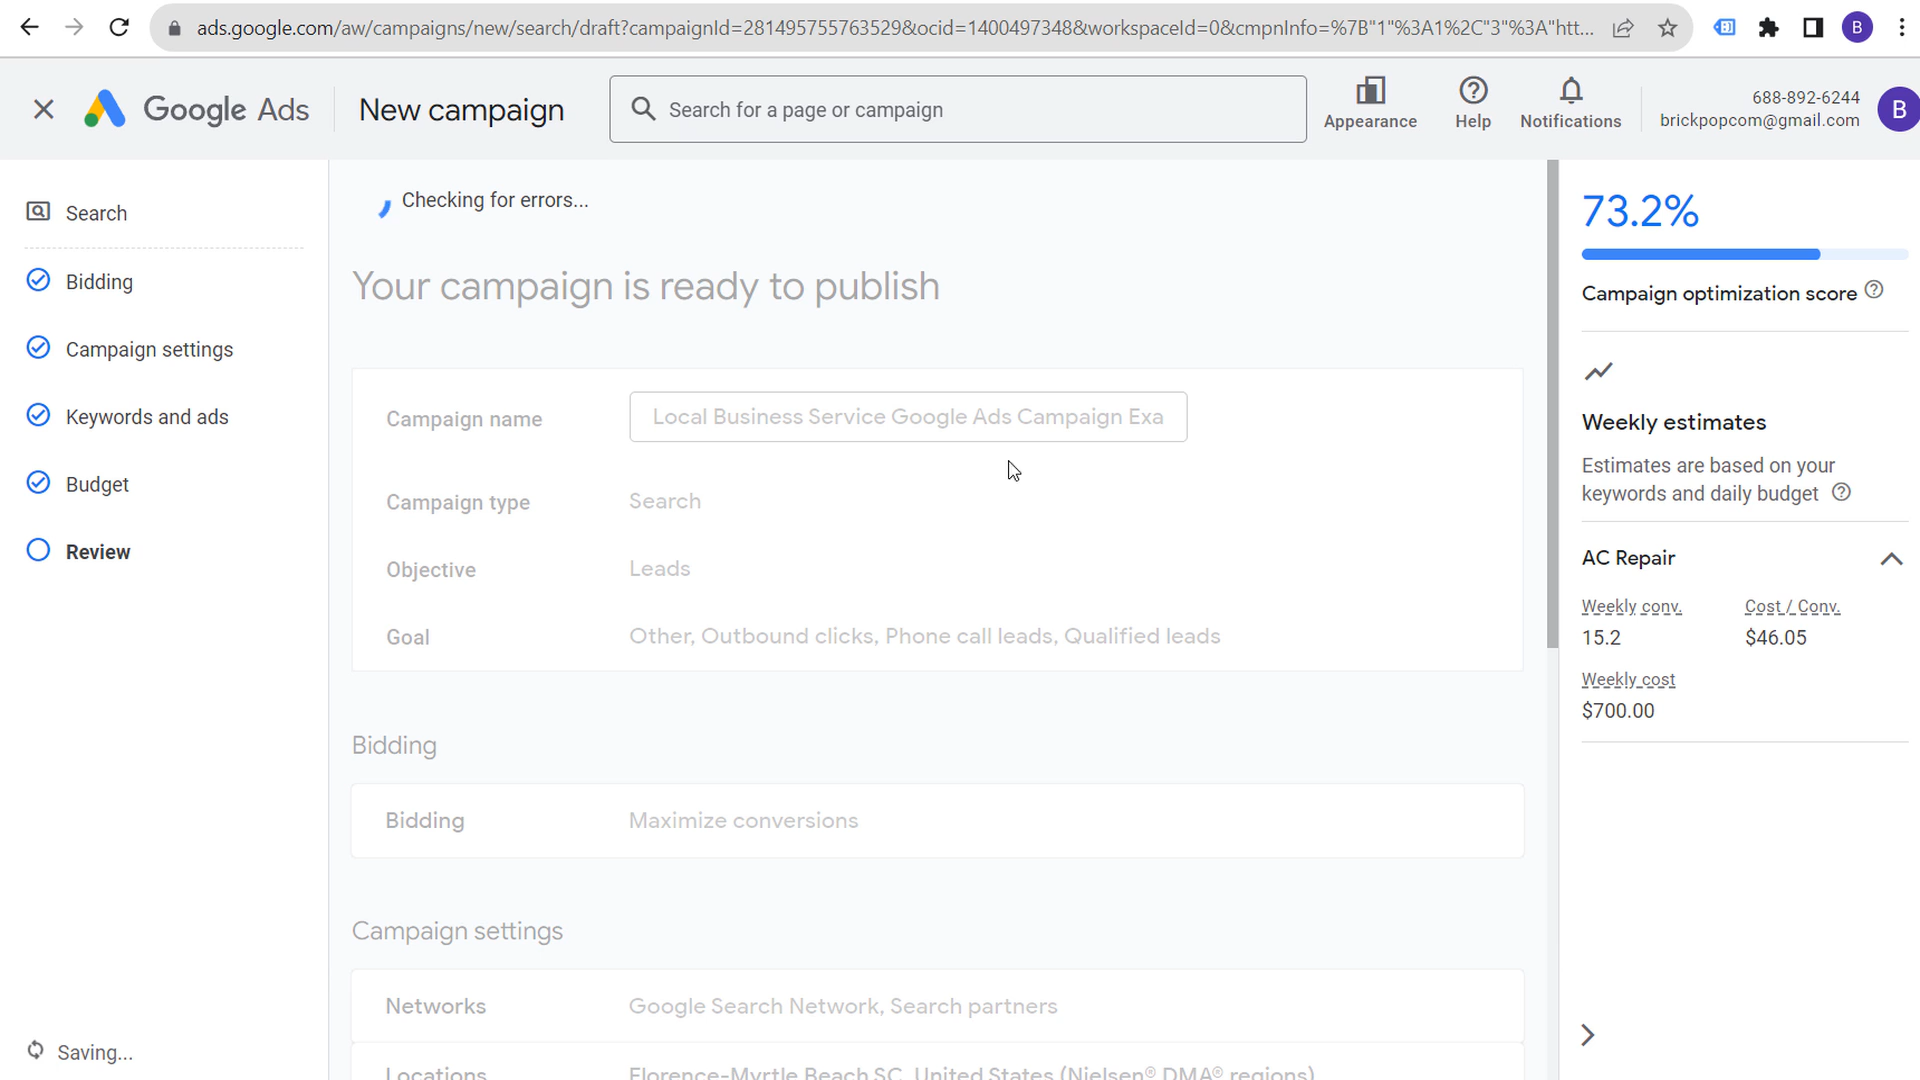 ads.google.com/aw/campaigns/new/search/draft?campaignId=281495755763529&ocid=1400497348&workspaceId=0&cmpnInfo=%7B"1"%3A1%2C"3"%3A"htt...
B
Google Ads
New campaign
Search for a page or campaign
Appearance
Help
Notifications
688-892-6244
brickpopcom@gmail.com
B
Search
Bidding
Campaign settings
Keywords and ads
Budget
Review
Saving...
Checking for errors...
Your campaign is ready to publish
Campaign name Local Business Service Google Ads Campaign Exa
Campaign type Search
Objective Leads
Goal Other, Outbound clicks, Phone call leads, Qualified leads
Bidding
Bidding Maximize conversions
Campaign settings
Networks Google Search Network, Search partners
Locations Florence-Myrtle Beach SC, United States (Nielsen® DMA® regions)
73.2%
Campaign optimization score
Weekly estimates
Estimates are based on your
keywords and daily budget
AC Repair
Weekly conv. Cost / Conv.
15.2 $46.05
Weekly cost
$700.00